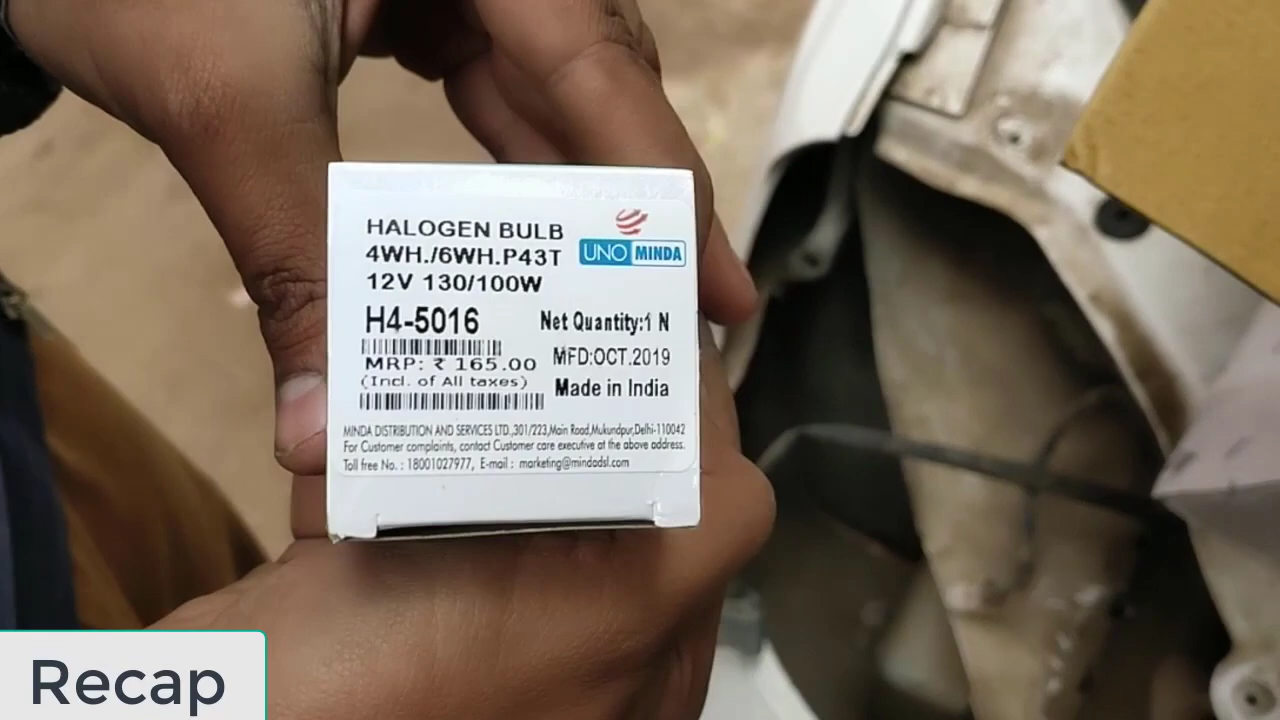 HALOGEN BULB
4WH./6WH.P43T
12V 130/100W
UNO MINDA
H4-5016
Net Quantity:1 N
MRP: ₹ 165.00
MFD:OCT.2019
(Incl. of All taxes)
Made in India
MINDA DISTRIBUTION AND SERVICES LTD.,301/223,Main Road,Mukundpur,Delhi-110042
For Customer complaints, contact Customer care executive at the above address.
Toll free No. : 18001027977, E-mail : marketing@mindadsl.com
Recap